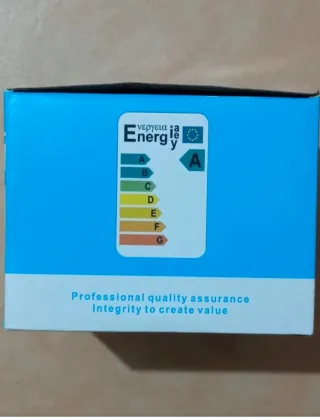 ενεργεια
Energ
ia
e
y
A
A
B
C
D
E
F
G
Professional quality assurance
Integrity to create value